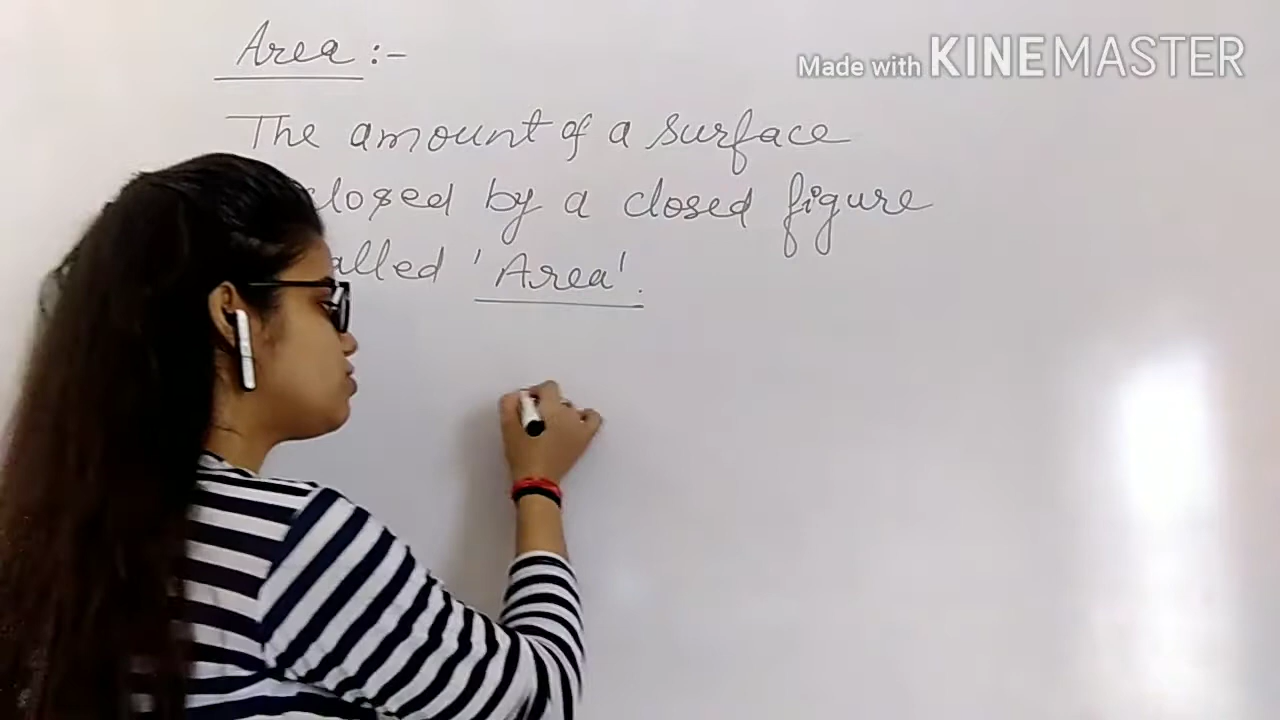 Area :-
Made with KINEMASTER
The amount of a surface
closed by a closed figure
alled 'Area'.